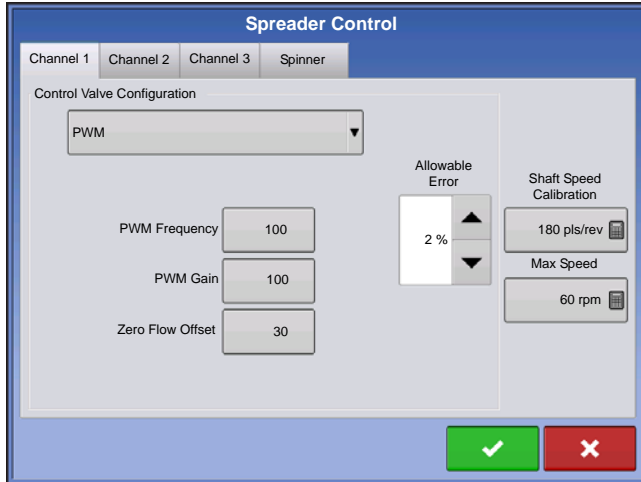 Spreader Control
Channel 1 Channel 2 Channel 3 Spinner
Control Valve Configuration
PWM
Allowable
Error
2 %
PWM Frequency 100
PWM Gain 100
Zero Flow Offset 30
Shaft Speed
Calibration
180 pls/rev
Max Speed
60 rpm